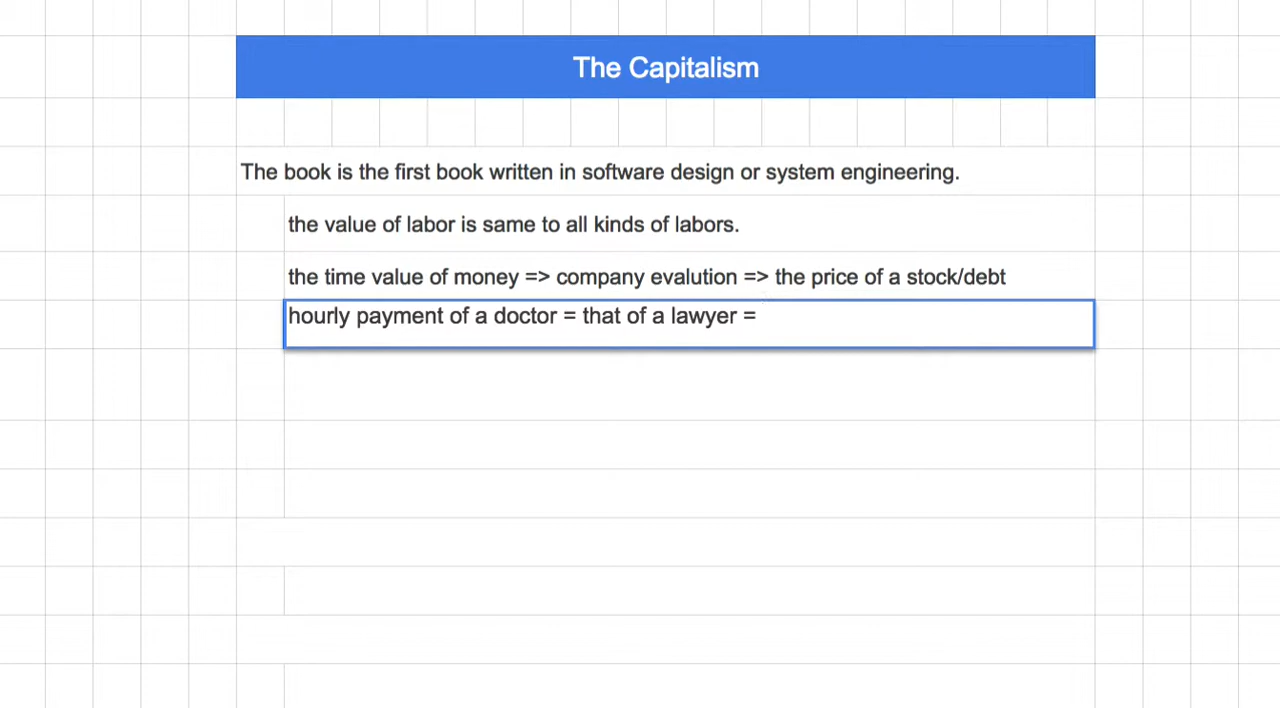 The Capitalism
The book is the first book written in software design or system engineering.
the value of labor is same to all kinds of labors.
the time value of money => company evalution => the price of a stock/debt
hourly payment of a doctor = that of a lawyer =